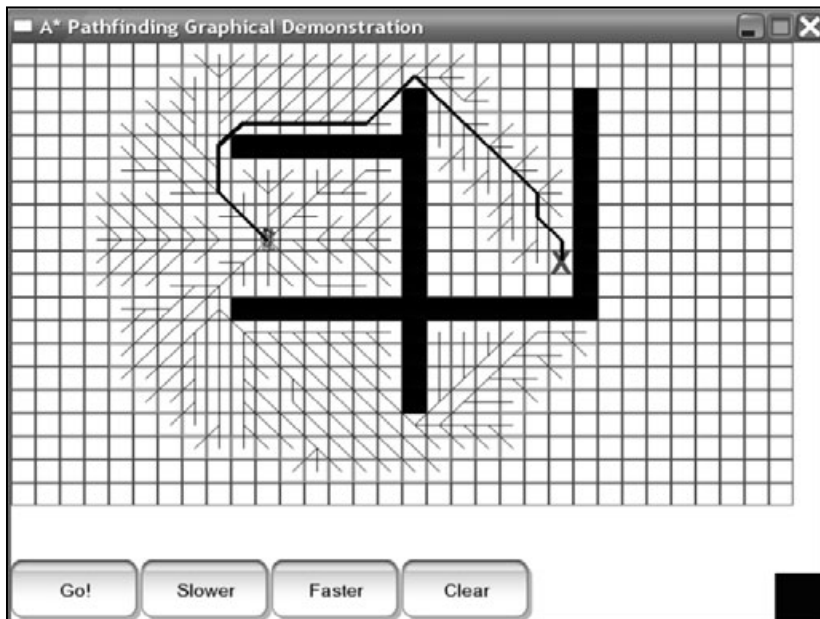 A* Pathfinding Graphical Demonstration
X
Go!
Slower
Faster
Clear